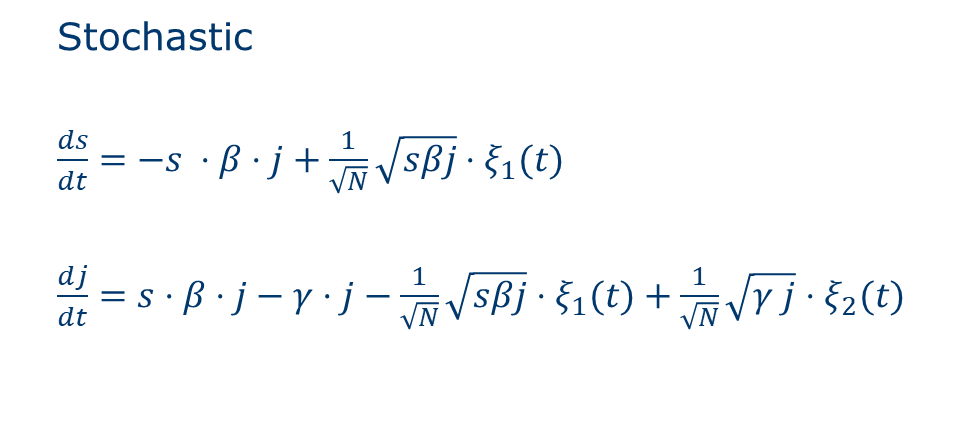 Stochastic
ds/dt = −s · β · j + 1/√N √sβj · ξ₁(t)
dj/dt = s · β · j − γ · j − 1/√N √sβj · ξ₁(t) + 1/√N √γ j · ξ₂(t)